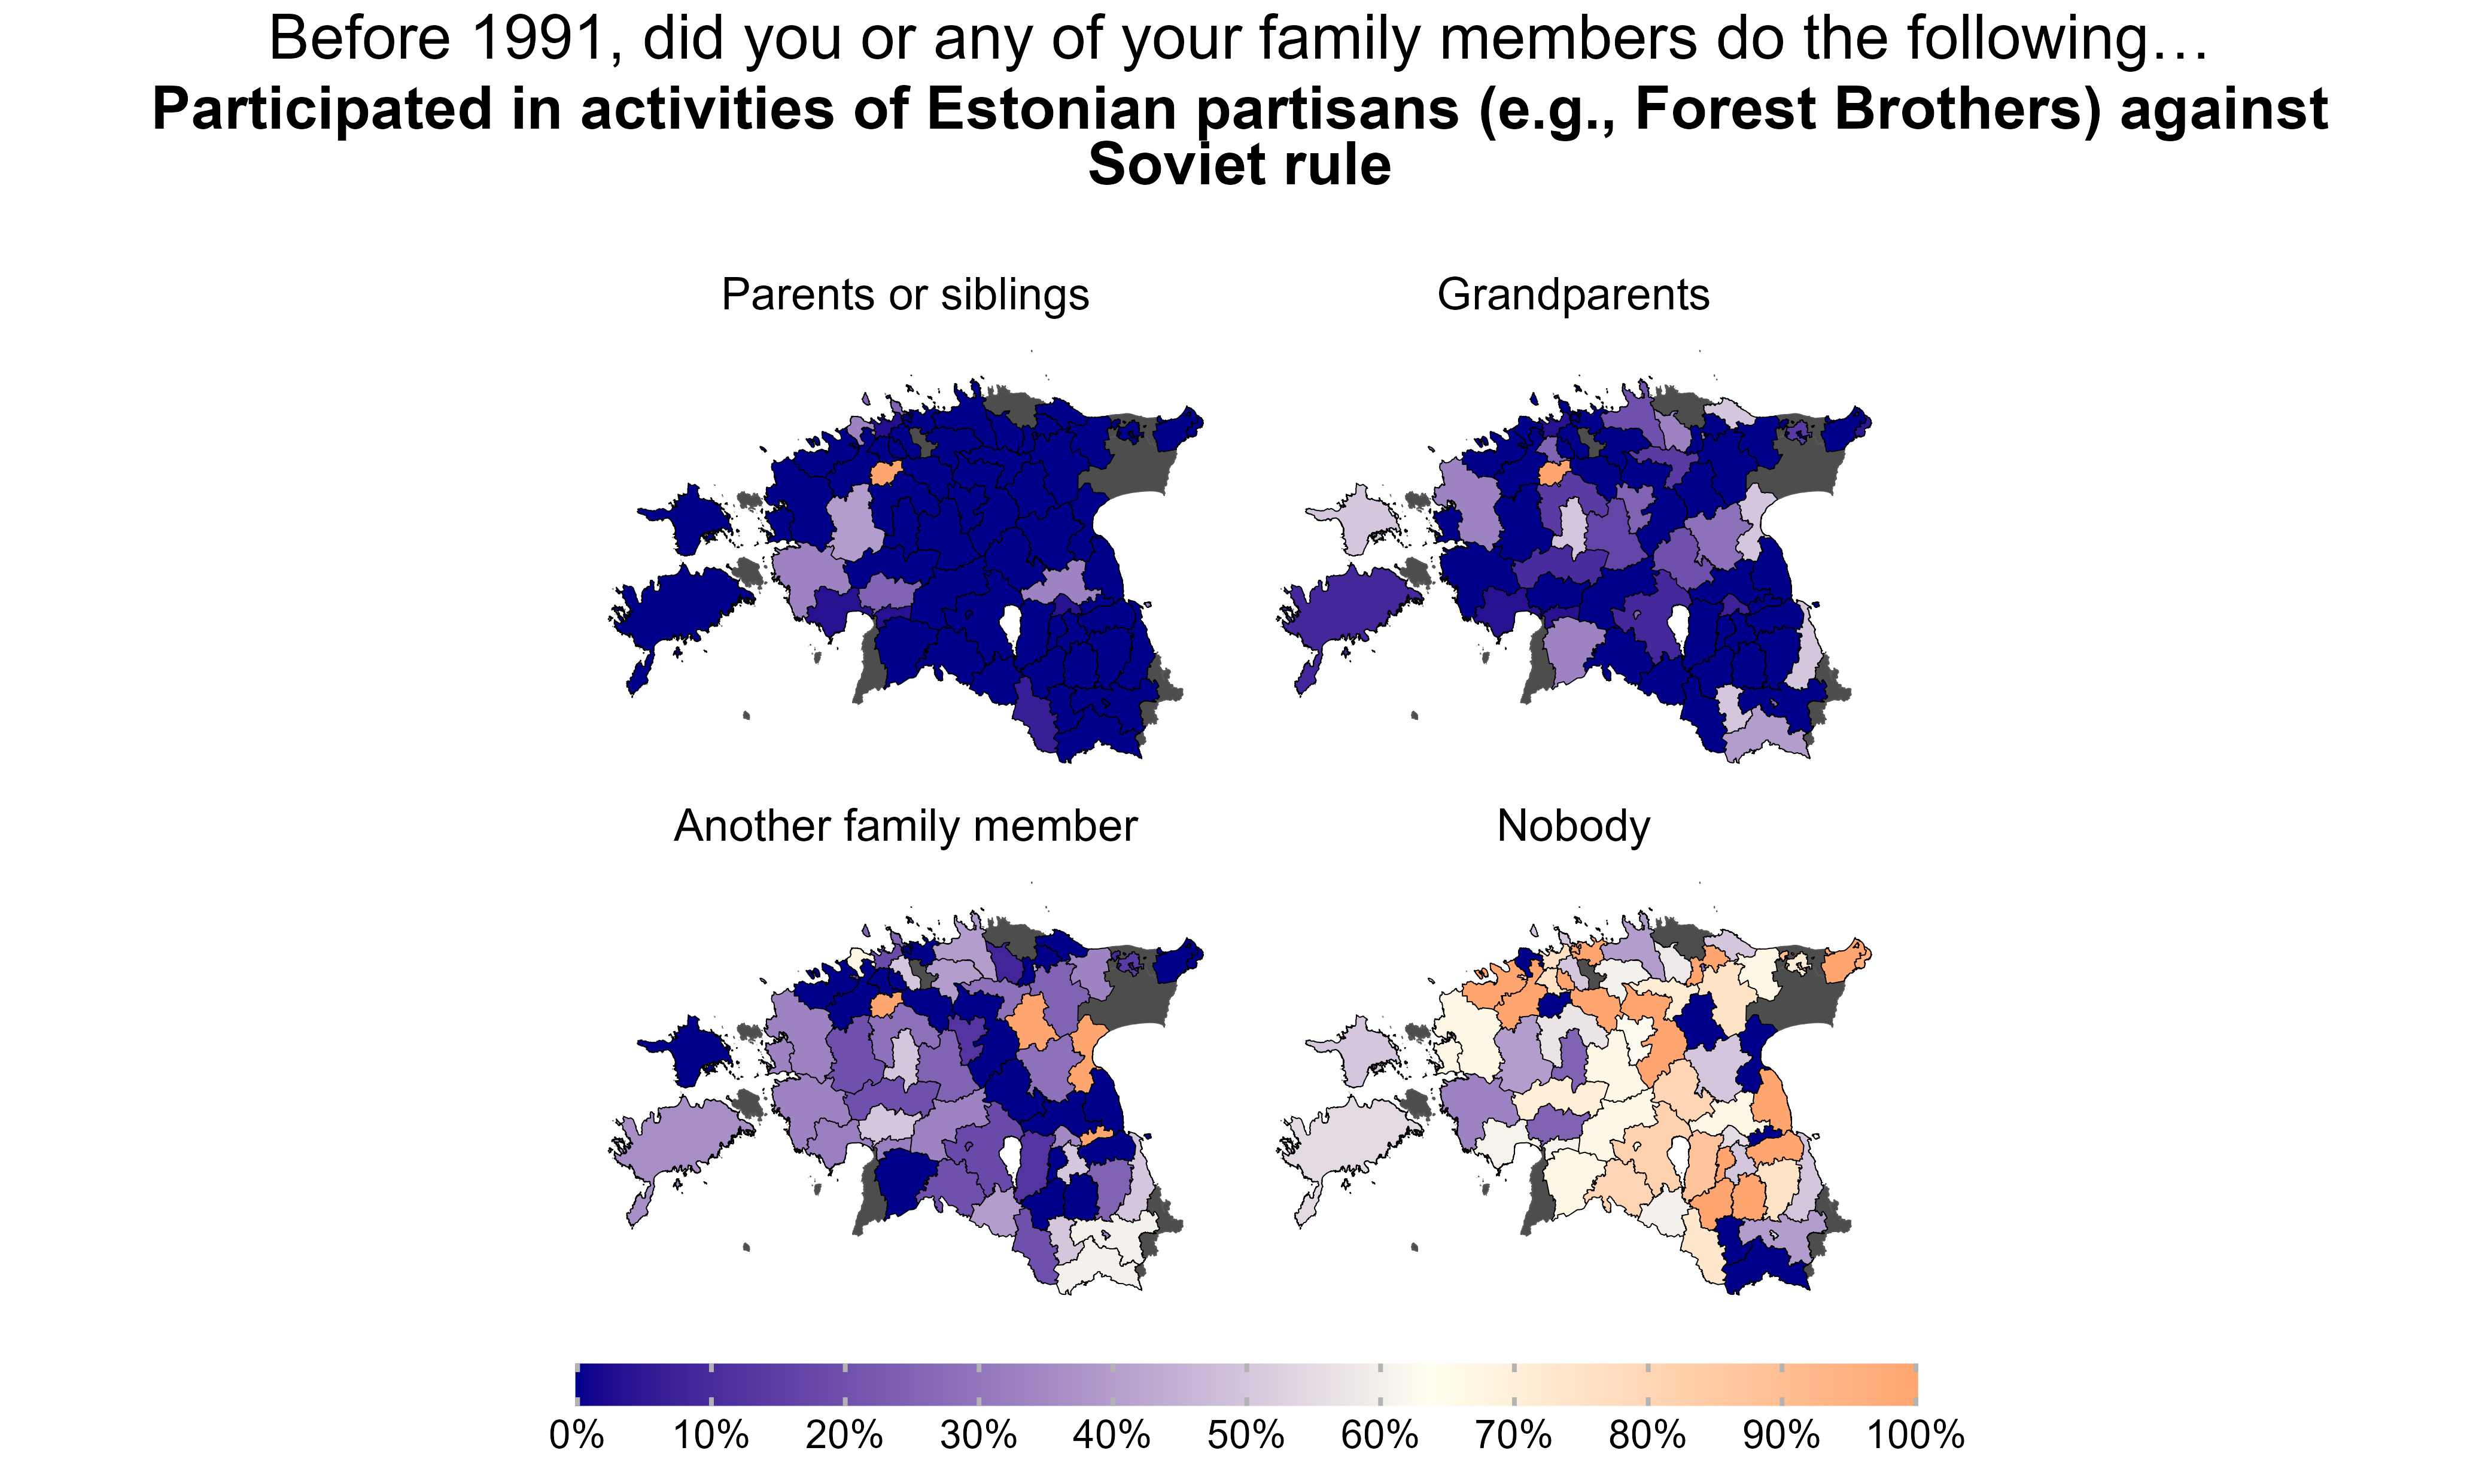 Before 1991, did you or any of your family members do the following…
Participated in activities of Estonian partisans (e.g., Forest Brothers) against
Soviet rule
Parents or siblings
Grandparents
Another family member
Nobody
0% 10% 20% 30% 40% 50% 60% 70% 80% 90% 100%